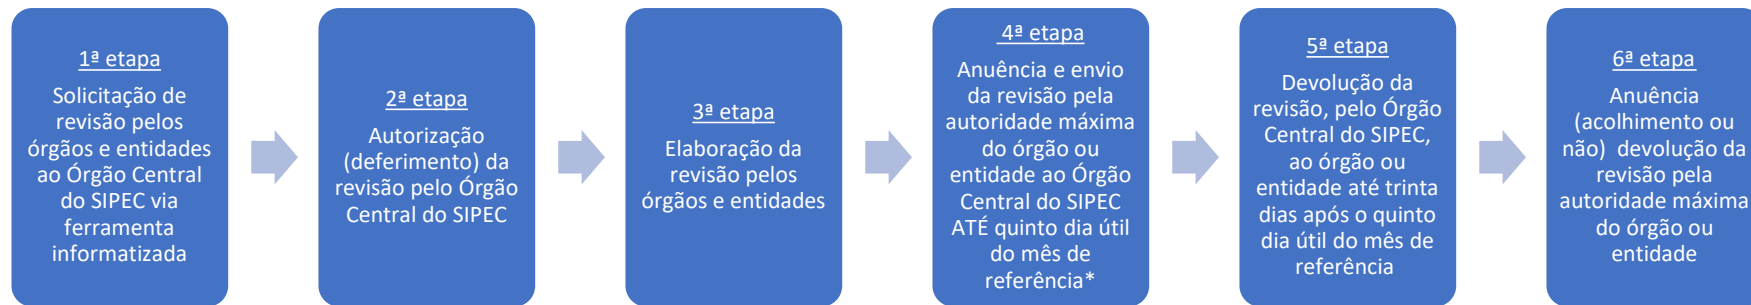 1ª etapa
Solicitação de
revisão pelos
órgãos e entidades
ao Órgão Central
do SIPEC via
ferramenta
informatizada
2ª etapa
Autorização
(deferimento) da
revisão pelo Órgão
Central do SIPEC
3ª etapa
Elaboração da
revisão pelos
órgãos e entidades
4ª etapa
Anuência e envio
da revisão pela
autoridade máxima
do órgão ou
entidade ao Órgão
Central do SIPEC
ATÉ quinto dia útil
do mês de
referência*
5ª etapa
Devolução da
revisão, pelo Órgão
Central do SIPEC,
ao órgão ou
entidade até trinta
dias após o quinto
dia útil do mês de
referência
6ª etapa
Anuência
(acolhimento ou
não) devolução da
revisão pela
autoridade máxima
do órgão ou
entidade